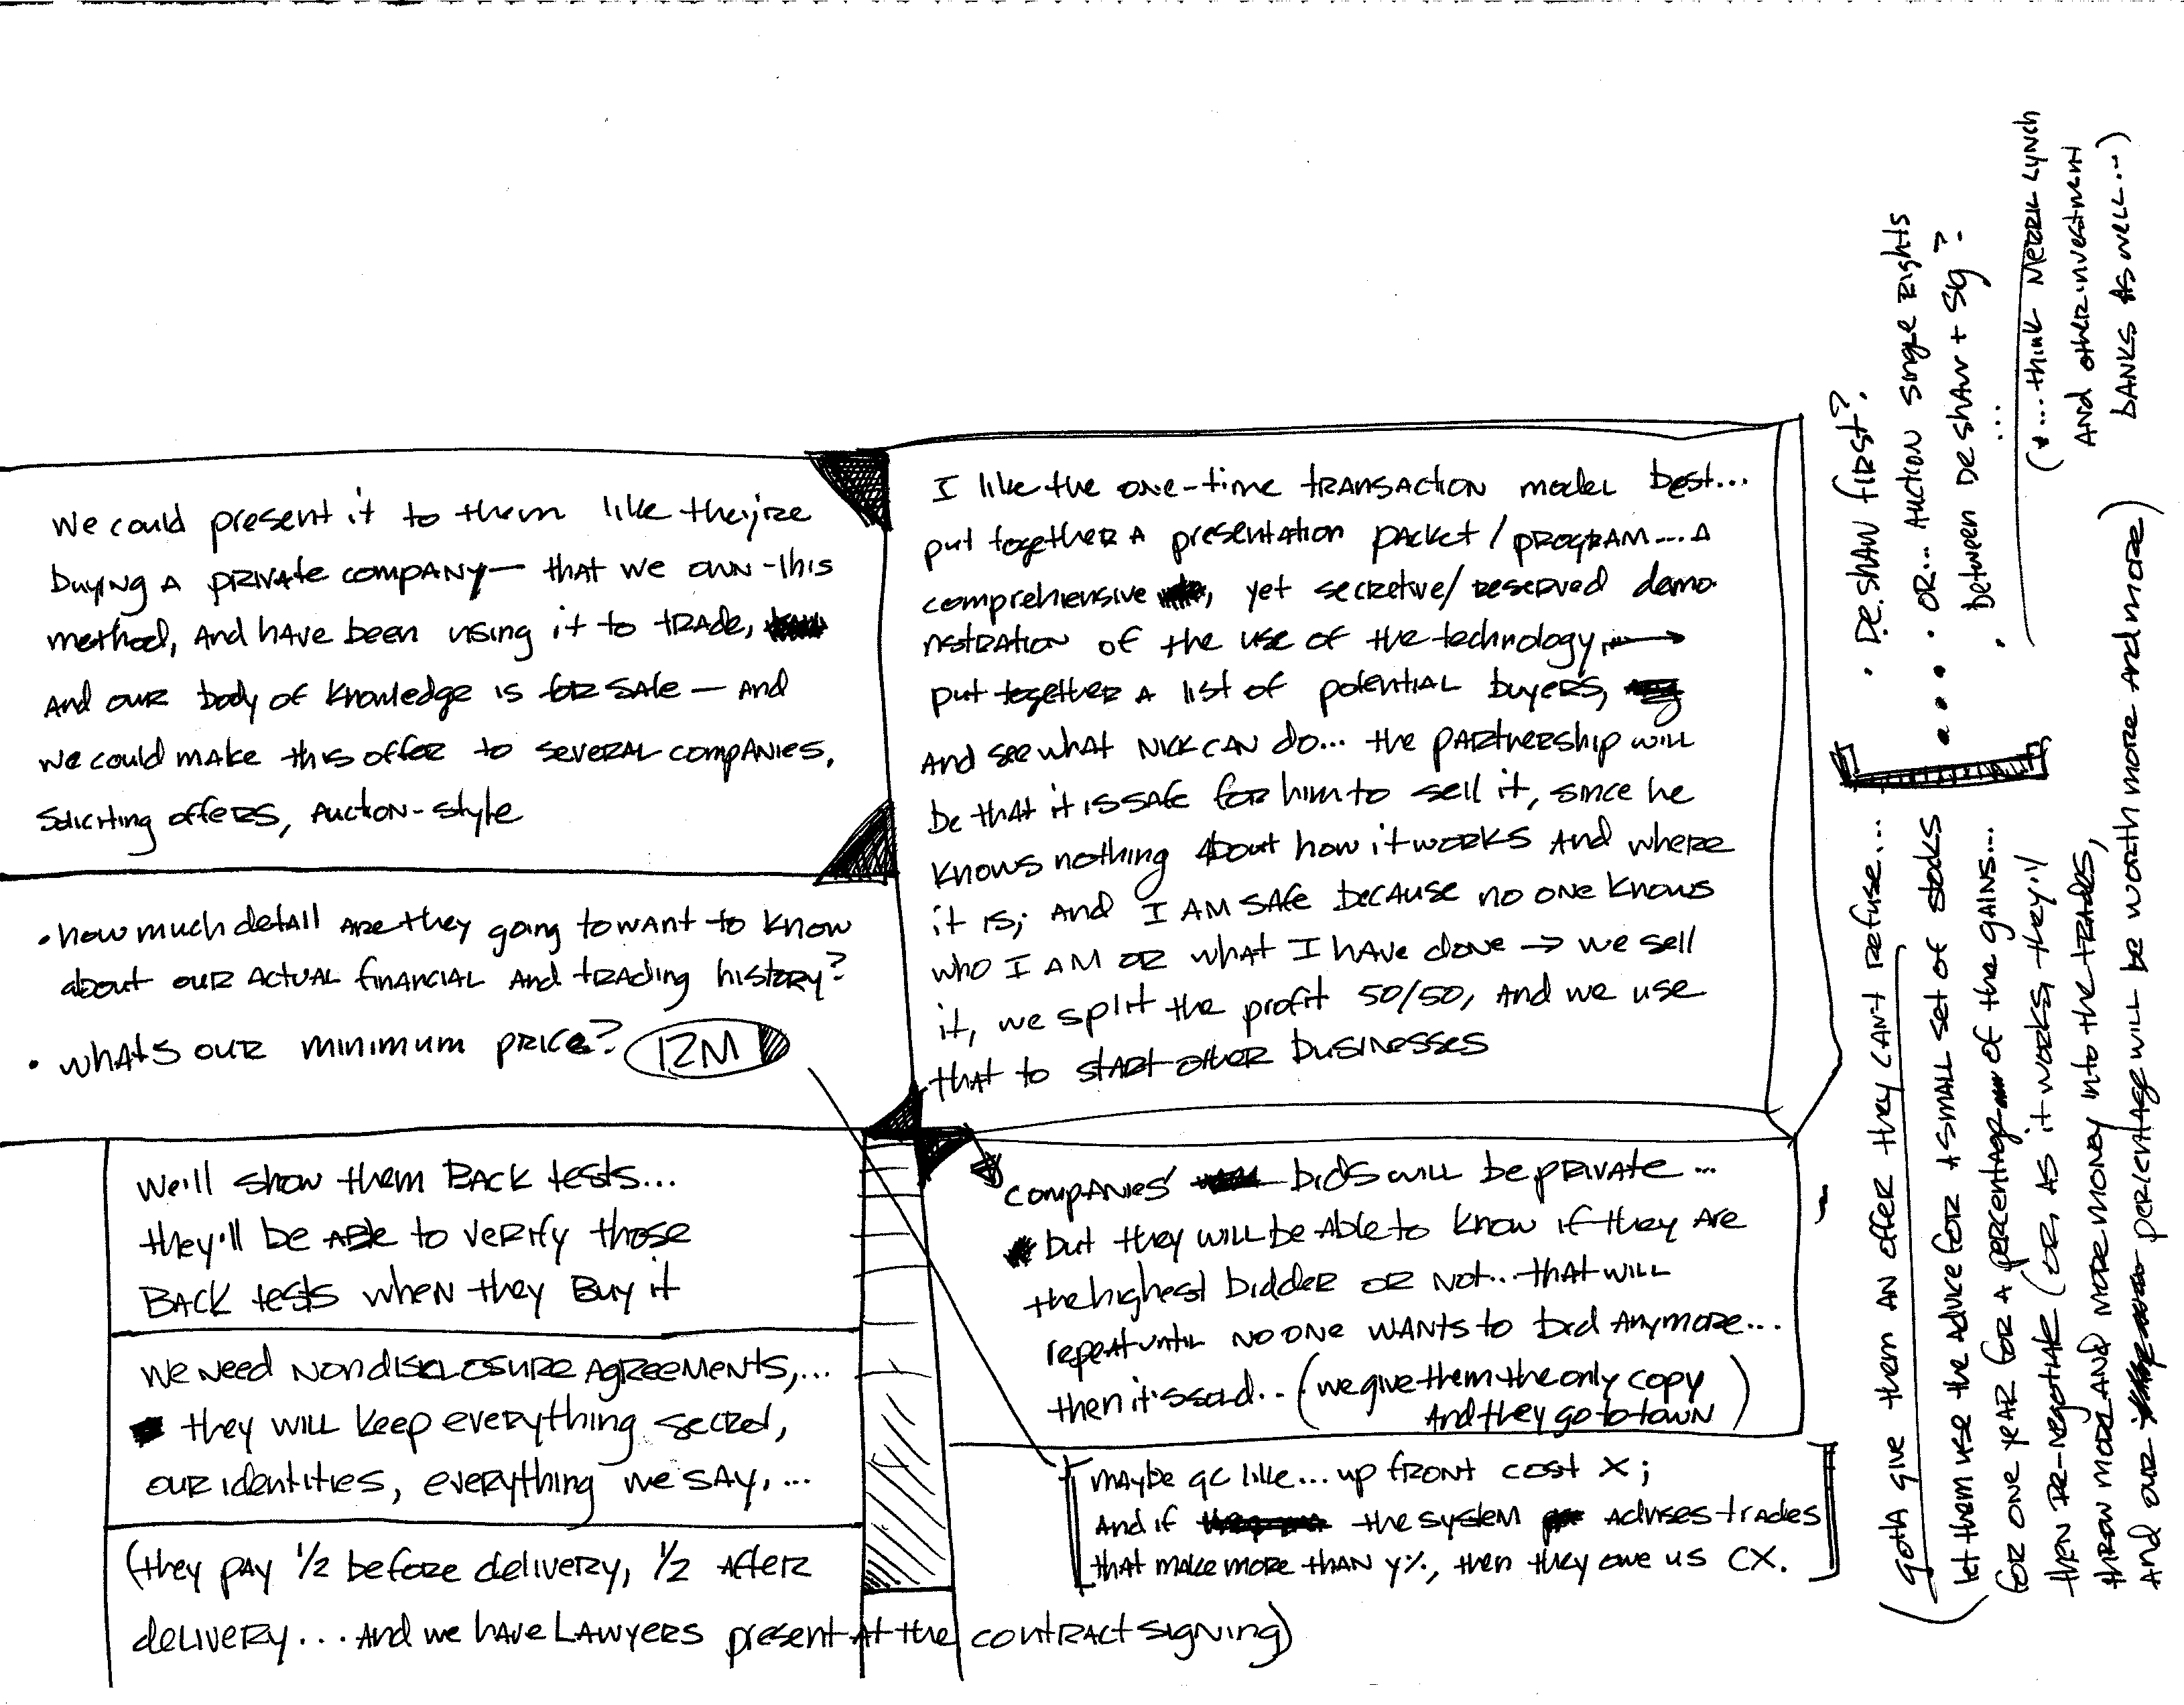 We could present it to them like they're
buying a private company — that we own this
method, and have been using it to trade,
and our body of knowledge is for sale — and
we could make this offer to several companies,
soliciting offers, auction-style
• how much detail are they going to want to know
about our actual financial and trading history?
• whats our minimum price? 12M
we'll show them back tests...
they'll be able to verify those
back tests when they buy it
we need nondisclosure agreements,...
they will keep everything secret,
our identities, everything we say,...
(they pay 1/2 before delivery, 1/2 after
delivery... and we have lawyers present at the contract signing)
I like the one-time transaction model best...
put together a presentation packet / program.... a
comprehensive, yet secretive/reserved demo-
nstration of the use of the technology, →
put together a list of potential buyers,
and see what Nick can do... the partnership will
be that it is safe for him to sell it, since he
knows nothing about how it works and where
it is; and I am safe because no one knows
who I am or what I have done → we sell
it, we split the profit 50/50, and we use
that to start other businesses
companies' bids will be private...
but they will be able to know if they are
the highest bidder or not... that will
repeat until no one wants to bid anymore...
then it's sold.. (we give them the only copy
and they go to town)
[maybe qc like... up front cost X;
and if the system advises trades
that make more than y%, then they owe us CX.]
• De.Shaw first?
• OR... auction single rights
between De Shaw + Sig?
• ...
(*... think Merril Lynch
and other investment
banks as well...)
(gotta give them an offer they can't refuse...
let them use the advice for a small set of stocks
for one year for a percentage of the gains...
then re-negotiate (or, as it works, they'll
throw more and more money into the trades,
and our percentage will be worth more and more)